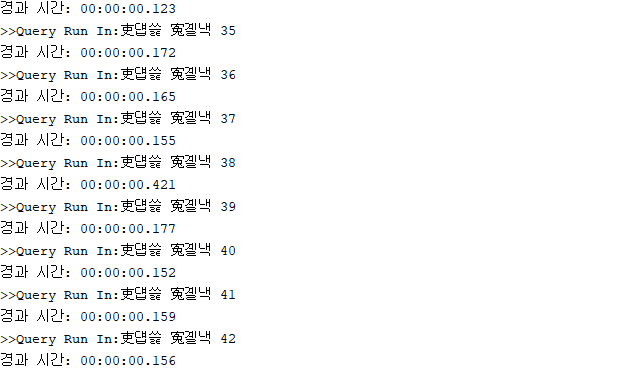 경과 시간: 00:00:00.123
>>Query Run In:吏덉쓽 寃곌낵 35
경과 시간: 00:00:00.172
>>Query Run In:吏덉쓽 寃곌낵 36
경과 시간: 00:00:00.165
>>Query Run In:吏덉쓽 寃곌낵 37
경과 시간: 00:00:00.155
>>Query Run In:吏덉쓽 寃곌낵 38
경과 시간: 00:00:00.421
>>Query Run In:吏덉쓽 寃곌낵 39
경과 시간: 00:00:00.177
>>Query Run In:吏덉쓽 寃곌낵 40
경과 시간: 00:00:00.152
>>Query Run In:吏덉쓽 寃곌낵 41
경과 시간: 00:00:00.159
>>Query Run In:吏덉쓽 寃곌낵 42
경과 시간: 00:00:00.156